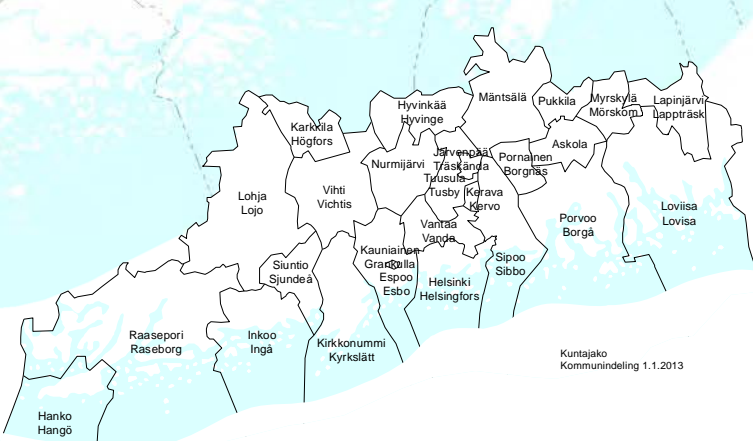 Hyvinkää
Hyvinge
Mäntsälä
Pukkila
Myrskylä
Mörskom
Lapinjärvi
Lappträsk
Karkkila
Högfors
Askola
Nurmijärvi
Järvenpää
Träskända
Tuusula
Tusby
Pornainen
Borgnäs
Kerava
Kervo
Lohja
Lojo
Vihti
Vichtis
Loviisa
Lovisa
Porvoo
Borgå
Vantaa
Vanda
Kauniainen
Grankulla
Espoo
Esbo
Sipoo
Sibbo
Siuntio
Sjundeå
Helsinki
Helsingfors
Raasepori
Raseborg
Inkoo
Ingå
Kirkkonummi
Kyrkslätt
Kuntajako
Kommunindeling 1.1.2013
Hanko
Hangö